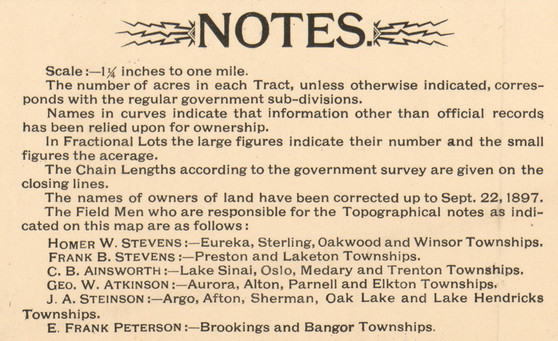 NOTES.
Scale:—1¼ inches to one mile.
The number of acres in each Tract, unless otherwise indicated, corres-
ponds with the regular government sub-divisions.
Names in curves indicate that information other than official records
has been relied upon for ownership.
In Fractional Lots the large figures indicate their number and the small
figures the acerage.
The Chain Lengths according to the government survey are given on the
closing lines.
The names of owners of land have been corrected up to Sept. 22, 1897.
The Field Men who are responsible for the Topographical notes as indi-
cated on this map are as follows:
HOMER W. STEVENS:—Eureka, Sterling, Oakwood and Winsor Townships.
FRANK B. STEVENS:—Preston and Laketon Townships.
C. B. AINSWORTH:—Lake Sinai, Oslo, Medary and Trenton Townships.
GEO. W. ATKINSON:—Aurora, Alton, Parnell and Elkton Townships.
J. A. STEINSON:—Argo, Afton, Sherman, Oak Lake and Lake Hendricks
Townships.
E. FRANK PETERSON:—Brookings and Bangor Townships.